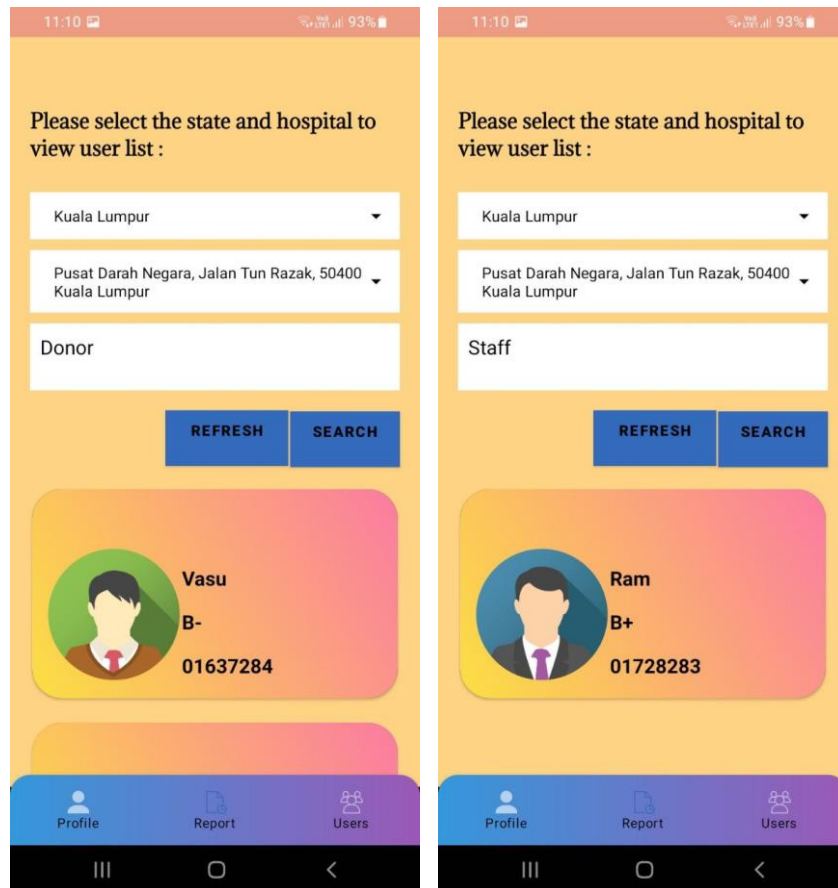 11:10
93%
Please select the state and hospital to
view user list :
Kuala Lumpur
Pusat Darah Negara, Jalan Tun Razak, 50400
Kuala Lumpur
Donor
REFRESH SEARCH
Vasu
B-
01637284
Profile Report Users
11:10
93%
Please select the state and hospital to
view user list :
Kuala Lumpur
Pusat Darah Negara, Jalan Tun Razak, 50400
Kuala Lumpur
Staff
REFRESH SEARCH
Ram
B+
01728283
Profile Report Users